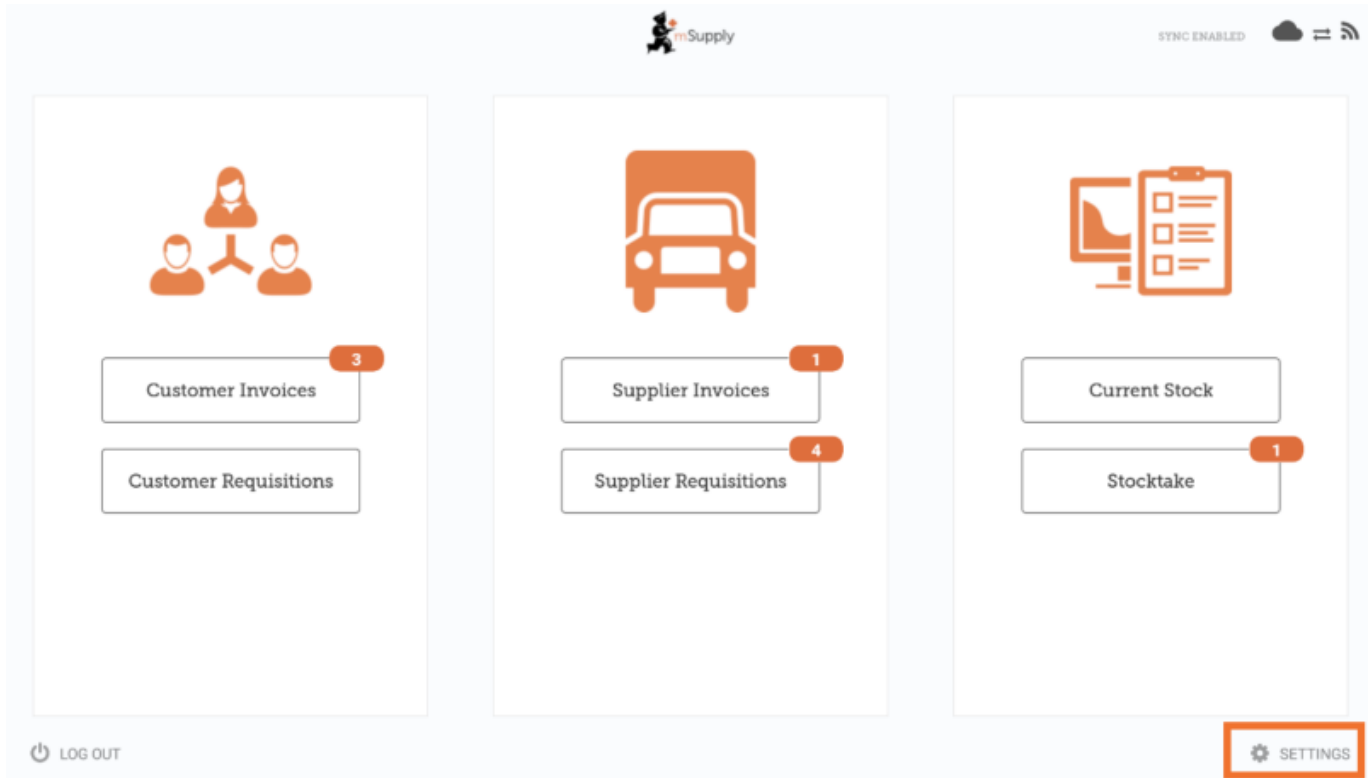 mSupply
SYNC ENABLED
3
Customer Invoices
Customer Requisitions
1
Supplier Invoices
4
Supplier Requisitions
Current Stock
1
Stocktake
LOG OUT
SETTINGS